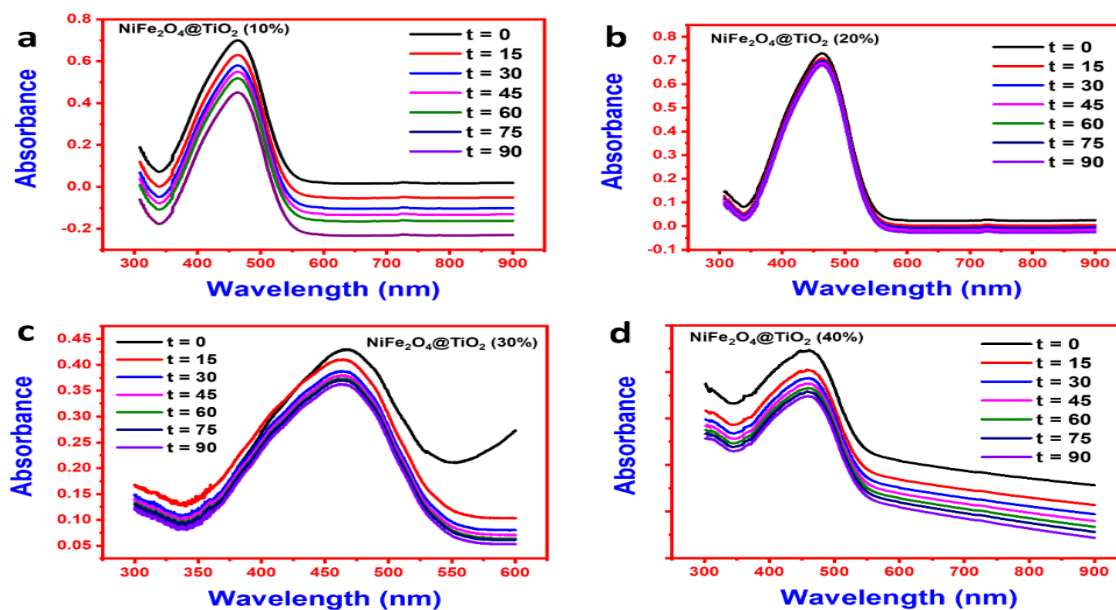 a
NiFe₂O₄@TiO₂ (10%)
t = 0
t = 15
t = 30
t = 45
t = 60
t = 75
t = 90
0.8
0.6
0.4
0.2
0.0
-0.2
Absorbance
300 400 500 600 700 800 900
Wavelength (nm)
b
NiFe₂O₄@TiO₂ (20%)
t = 0
t = 15
t = 30
t = 45
t = 60
t = 75
t = 90
0.8
0.7
0.6
0.5
0.4
0.3
0.2
0.1
0.0
-0.1
Absorbance
300 400 500 600 700 800 900
Wavelength (nm)
c
NiFe₂O₄@TiO₂ (30%)
t = 0
t = 15
t = 30
t = 45
t = 60
t = 75
t = 90
0.45
0.40
0.35
0.30
0.25
0.20
0.15
0.10
0.05
Absorbance
300 350 400 450 500 550 600
Wavelength (nm)
d
NiFe₂O₄@TiO₂ (40%)
t = 0
t = 15
t = 30
t = 45
t = 60
t = 75
t = 90
Absorbance
300 400 500 600 700 800 900
Wavelength (nm)